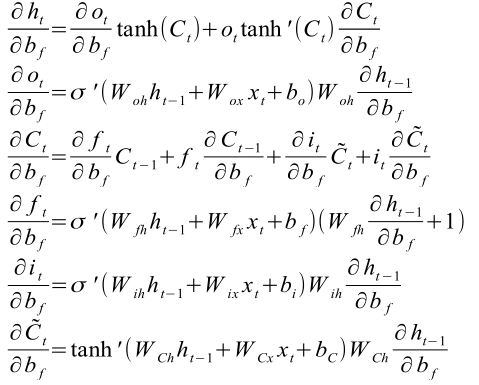 ∂h_t/∂b_f = ∂o_t/∂b_f tanh(C_t) + o_t tanh '(C_t) ∂C_t/∂b_f
∂o_t/∂b_f = σ '(W_oh h_{t−1} + W_ox x_t + b_o) W_oh ∂h_{t−1}/∂b_f
∂C_t/∂b_f = ∂f_t/∂b_f C_{t−1} + f_t ∂C_{t−1}/∂b_f + ∂i_t/∂b_f C̃_t + i_t ∂C̃_t/∂b_f
∂f_t/∂b_f = σ '(W_fh h_{t−1} + W_fx x_t + b_f)(W_fh ∂h_{t−1}/∂b_f + 1)
∂i_t/∂b_f = σ '(W_ih h_{t−1} + W_ix x_t + b_i) W_ih ∂h_{t−1}/∂b_f
∂C̃_t/∂b_f = tanh '(W_Ch h_{t−1} + W_Cx x_t + b_C) W_Ch ∂h_{t−1}/∂b_f